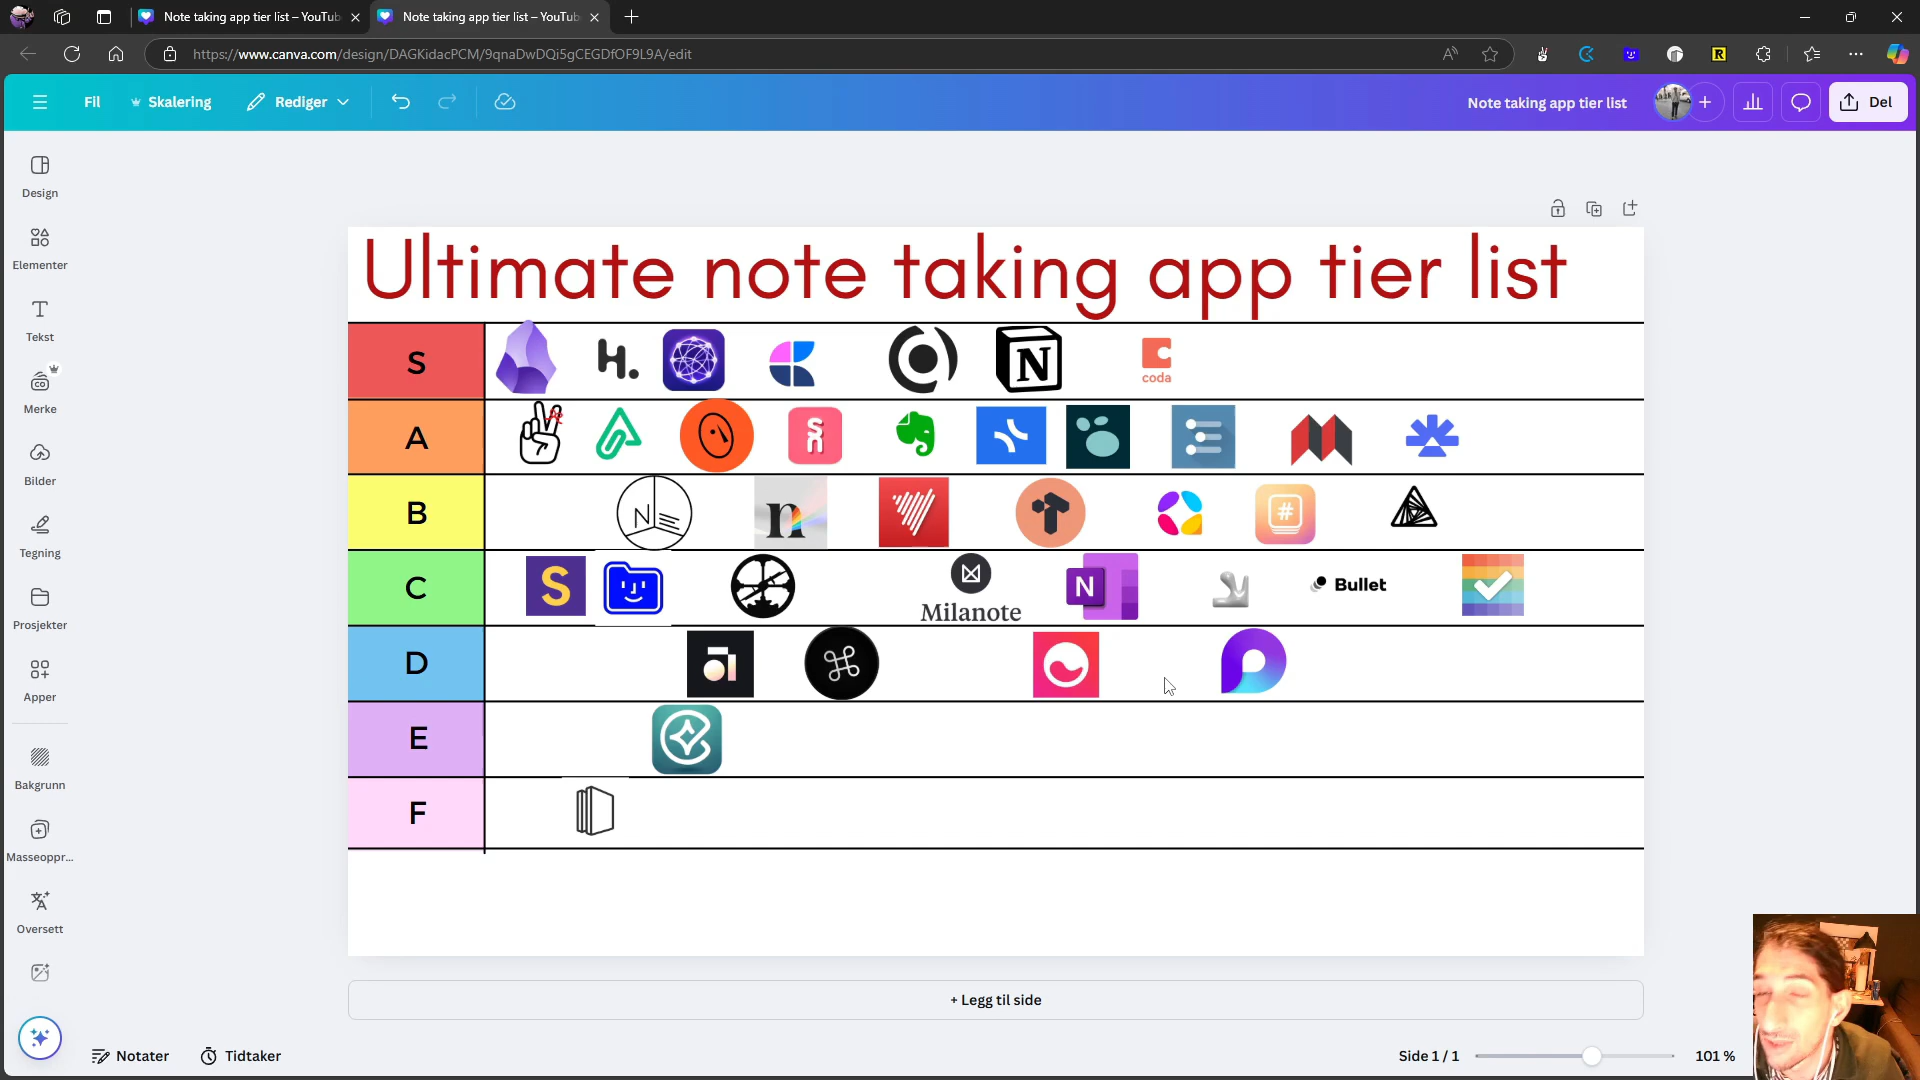 Note taking app tier list – YouTub
Note taking app tier list – YouTub
https://www.canva.com/design/DAGKidacPCM/9qnaDwDQi5gCEGDfOF9L9A/edit
Fil
Skalering
Rediger
Note taking app tier list
Del
Design
Elementer
Tekst
Merke
Bilder
Tegning
Prosjekter
Apper
Bakgrunn
Masseoppr...
Oversett
Ultimate note taking app tier list
S
H.
N
coda
A
sn
B
N
n
#
C
S
Milanote
N
Bullet
D
E
F
+ Legg til side
Notater
Tidtaker
Side 1 / 1
101 %